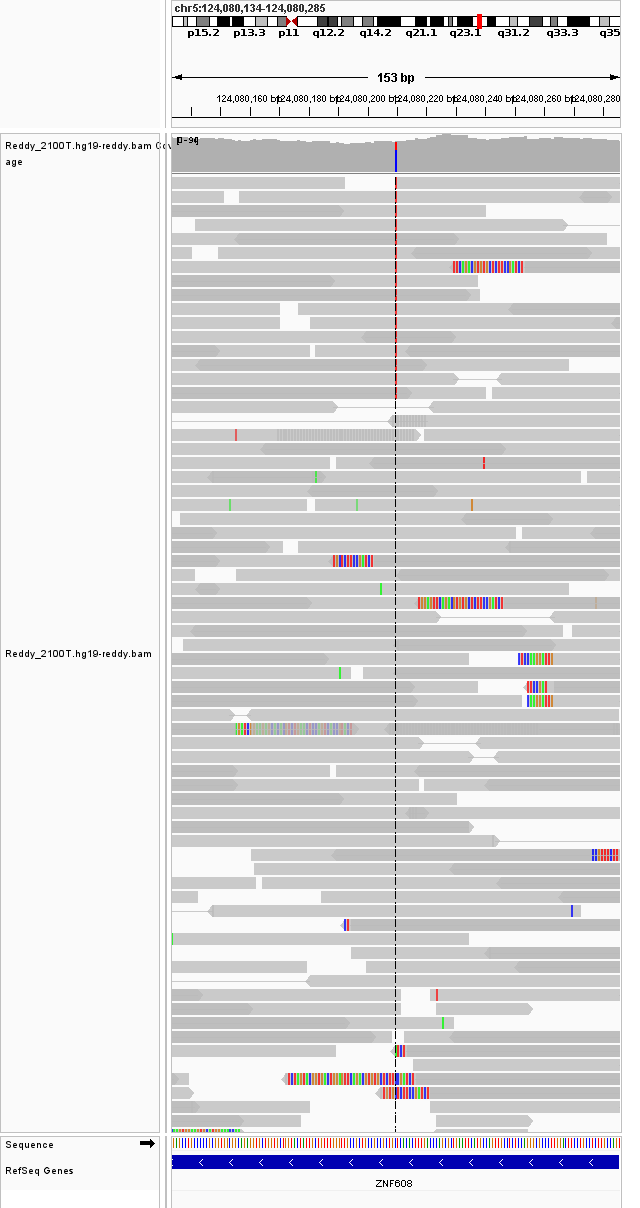 chr5:124,080,134-124,080,285
p15.2 p13.3 p11 q12.2 q14.2 q21.1 q23.1 q31.2 q33.3 q35
153 bp
124,080,160 bp 124,080,180 bp 124,080,200 bp 124,080,220 bp 124,080,240 bp 124,080,260 bp 124,080,280
Reddy_2100T.hg19-reddy.bam Cov
age
Reddy_2100T.hg19-reddy.bam
Sequence
RefSeq Genes
ZNF608